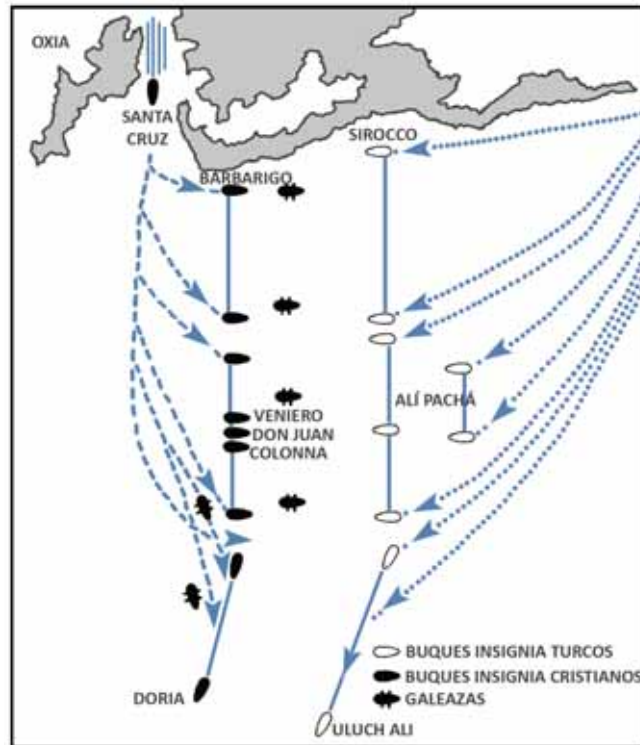 OXIA
SANTA
CRUZ
SIROCCO
BARBARIGO
ALÍ PACHÁ
VENIERO
DON JUAN
COLONNA
BUQUES INSIGNIA TURCOS
BUQUES INSIGNIA CRISTIANOS
GALEAZAS
DORIA
ULUCH ALI